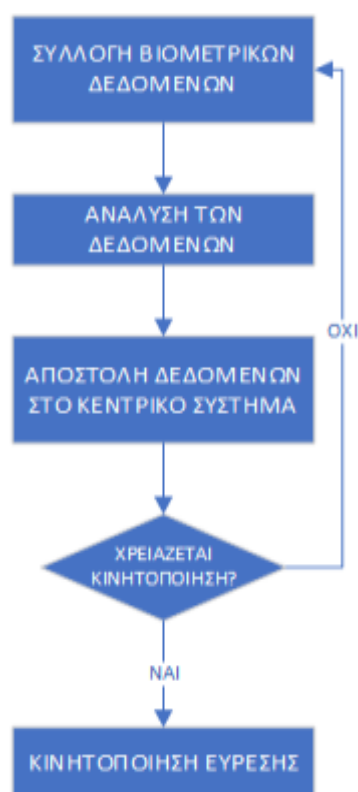 ΣΥΛΛΟΓΗ ΒΙΟΜΕΤΡΙΚΩΝ
ΔΕΔΟΜΕΝΩΝ
ΑΝΑΛΥΣΗ ΤΩΝ
ΔΕΔΟΜΕΝΩΝ
ΟΧΙ
ΑΠΟΣΤΟΛΗ ΔΕΔΟΜΕΝΩΝ
ΣΤΟ ΚΕΝΤΡΙΚΟ ΣΥΣΤΗΜΑ
ΧΡΕΙΑΖΕΤΑΙ
ΚΙΝΗΤΟΠΟΙΗΣΗ?
ΝΑΙ
ΚΙΝΗΤΟΠΟΙΗΣΗ ΕΥΡΕΣΗΣ